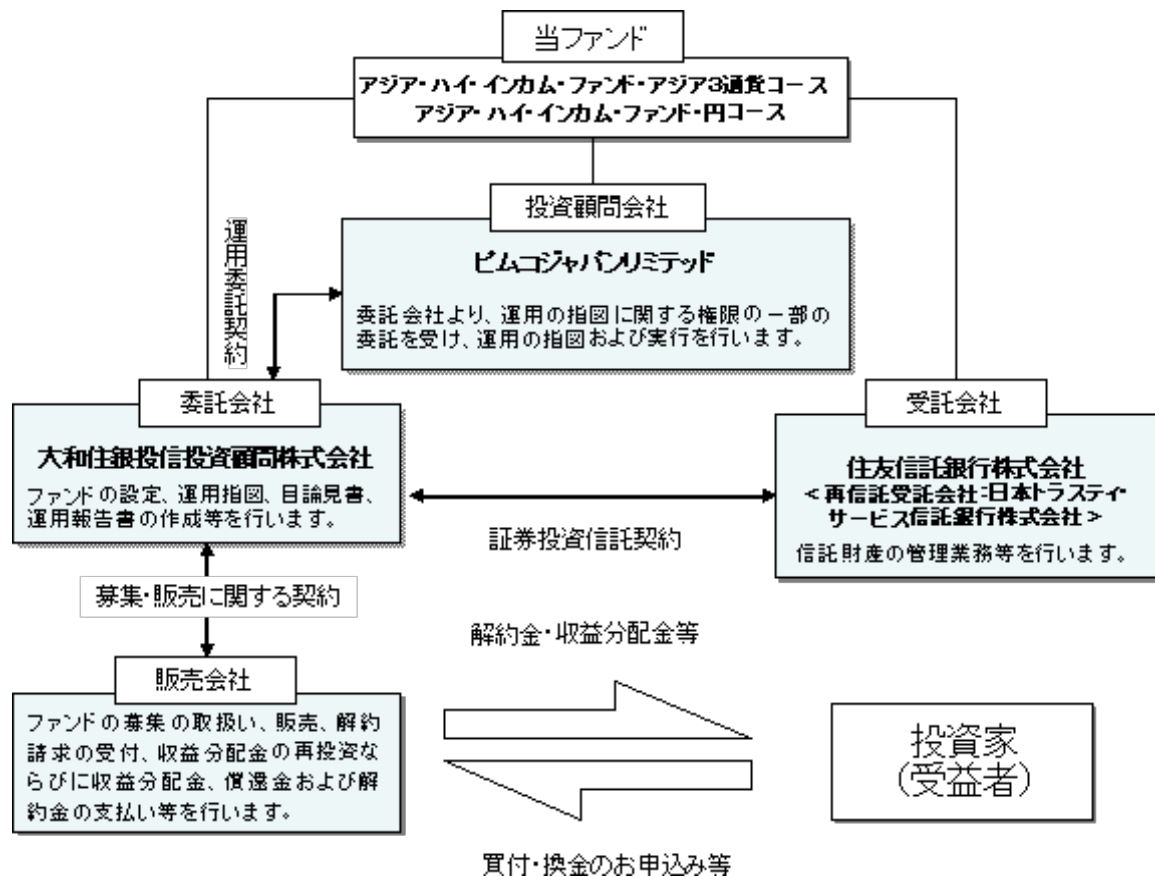 当ファンド
アジア・ハイ・インカム・ファンド・アジア3通貨コース
アジア・ハイ・インカム・ファンド・円コース
投資顧問会社
ピムコジャパンリミテッド
委託会社より、運用の指図に関する権限の一部の
委託を受け、運用の指図および実行を行います。
運用委託契約
委託会社
大和住銀投信投資顧問株式会社
ファンドの設定、運用指図、目論見書、
運用報告書の作成等を行います。
受託会社
住友信託銀行株式会社
<再信託受託会社:日本トラスティ・
サービス信託銀行株式会社>
信託財産の管理業務等を行います。
証券投資信託契約
募集・販売に関する契約
販売会社
ファンドの募集の取扱い、販売、解約
請求の受付、収益分配金の再投資な
らびに収益分配金、償還金および解
約金の支払い等を行います。
解約金・収益分配金等
投資家
(受益者)
買付・換金のお申込み等